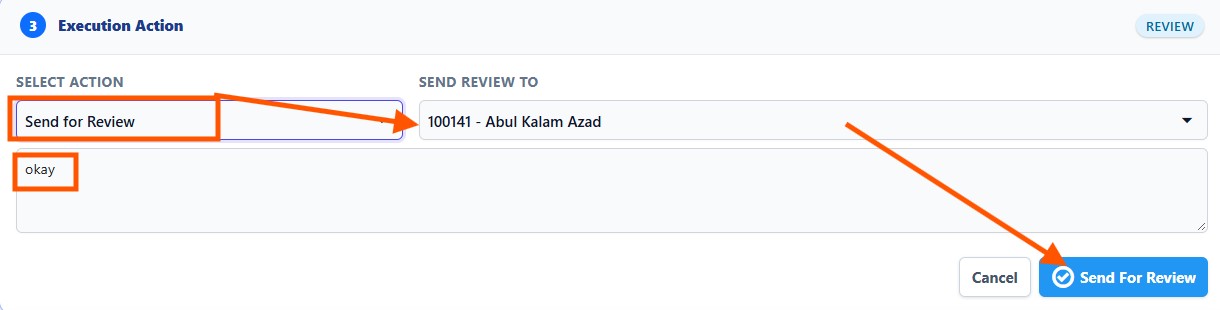 3 Execution Action REVIEW
SELECT ACTION SEND REVIEW TO
Send for Review 100141 - Abul Kalam Azad
okay
Cancel Send For Review